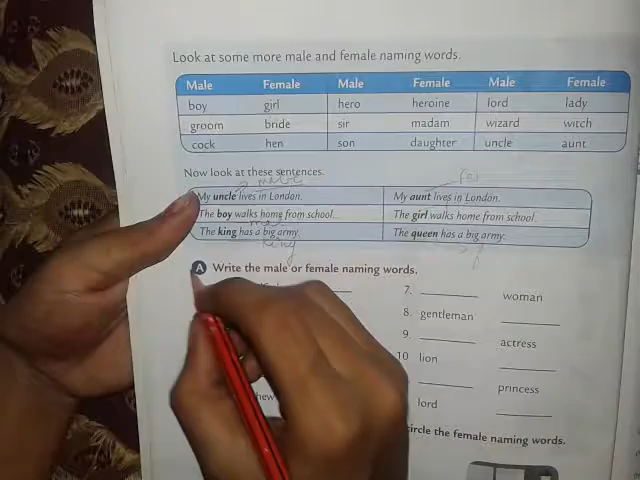 Look at some more male and female naming words.
Male Female Male Female Male Female
boy girl hero heroine lord lady
groom bride sir madam wizard witch
cock hen son daughter uncle aunt
Now look at these sentences.
My uncle lives in London. My aunt lives in London.
The boy walks home from school. The girl walks home from school.
The king has a big army. The queen has a big army.
king
A Write the male or female naming words.
7. woman
8. gentleman
9. actress
10 lion
princess
lord
circle the female naming words.